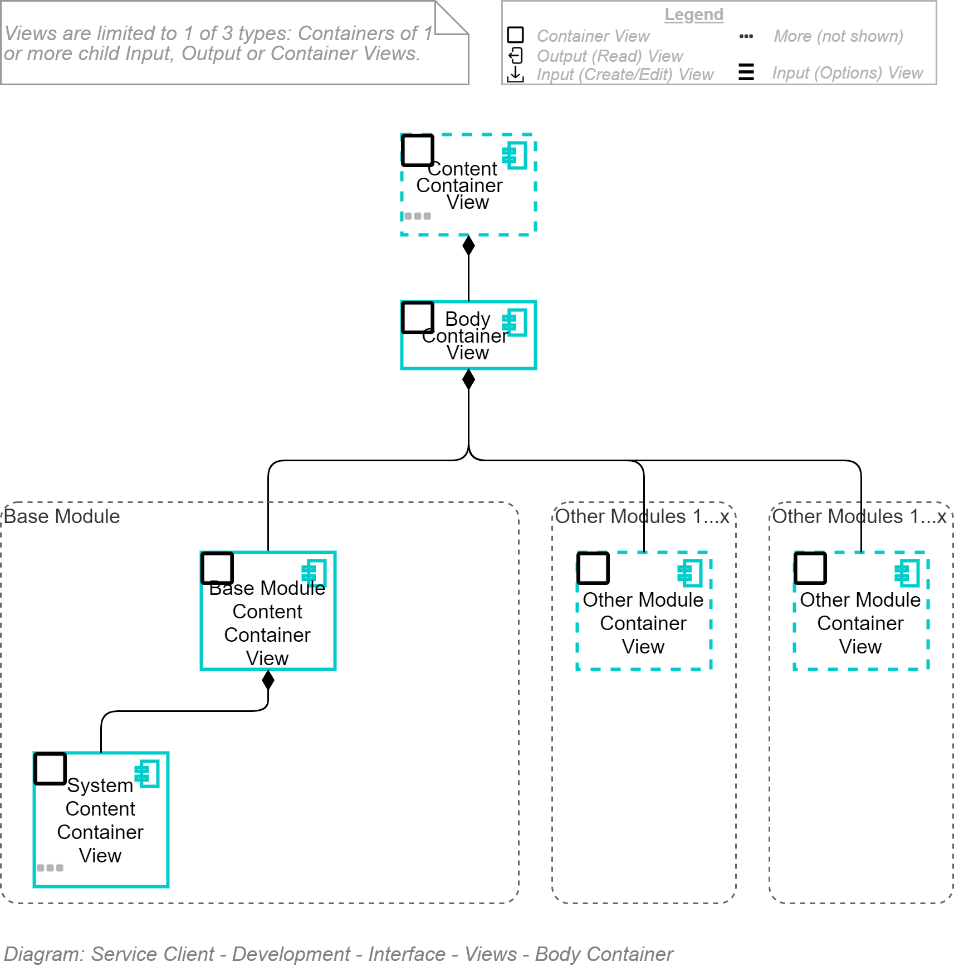 Views are limited to 1 of 3 types: Containers of 1
or more child Input, Output or Container Views.
Legend
Container View
Output (Read) View
Input (Create/Edit) View
More (not shown)
Input (Options) View
Content
Container
View
Body
Container
View
Base Module
Other Modules 1...x
Other Modules 1...x
Base Module
Content
Container
View
Other Module
Container
View
Other Module
Container
View
System
Content
Container
View
Diagram: Service Client - Development - Interface - Views - Body Container